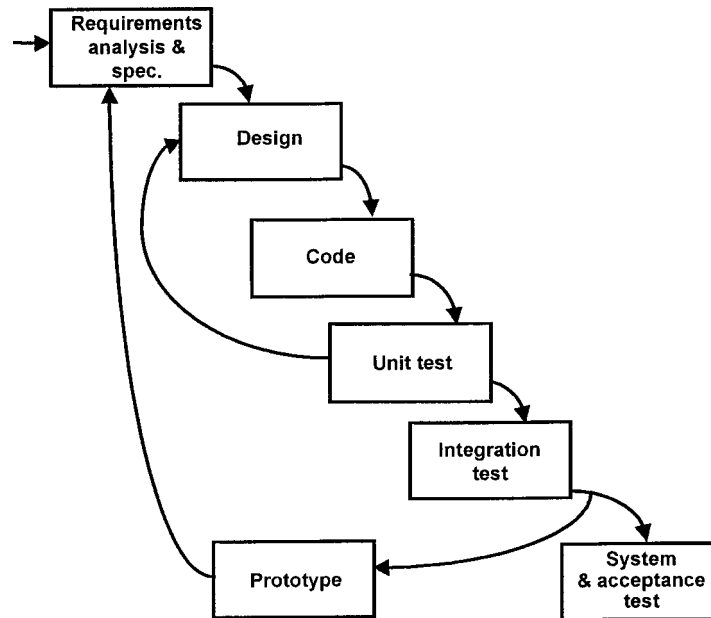 Requirements
analysis &
spec.
Design
Code
Unit test
Integration
test
Prototype
System
& acceptance
test